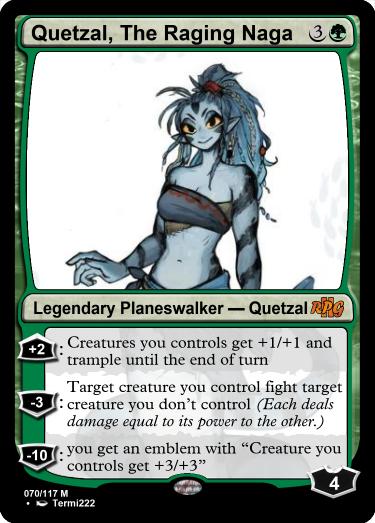 Quetzal, The Raging Naga 3
Legendary Planeswalker — Quetzal RPG
+2: Creatures you controls get +1/+1 and
trample until the end of turn
-3: Target creature you control fight target
creature you don't control (Each deals
damage equal to its power to the other.)
-10: you get an emblem with “Creature you
controls get +3/+3”
4
070/117 M
• Termi222